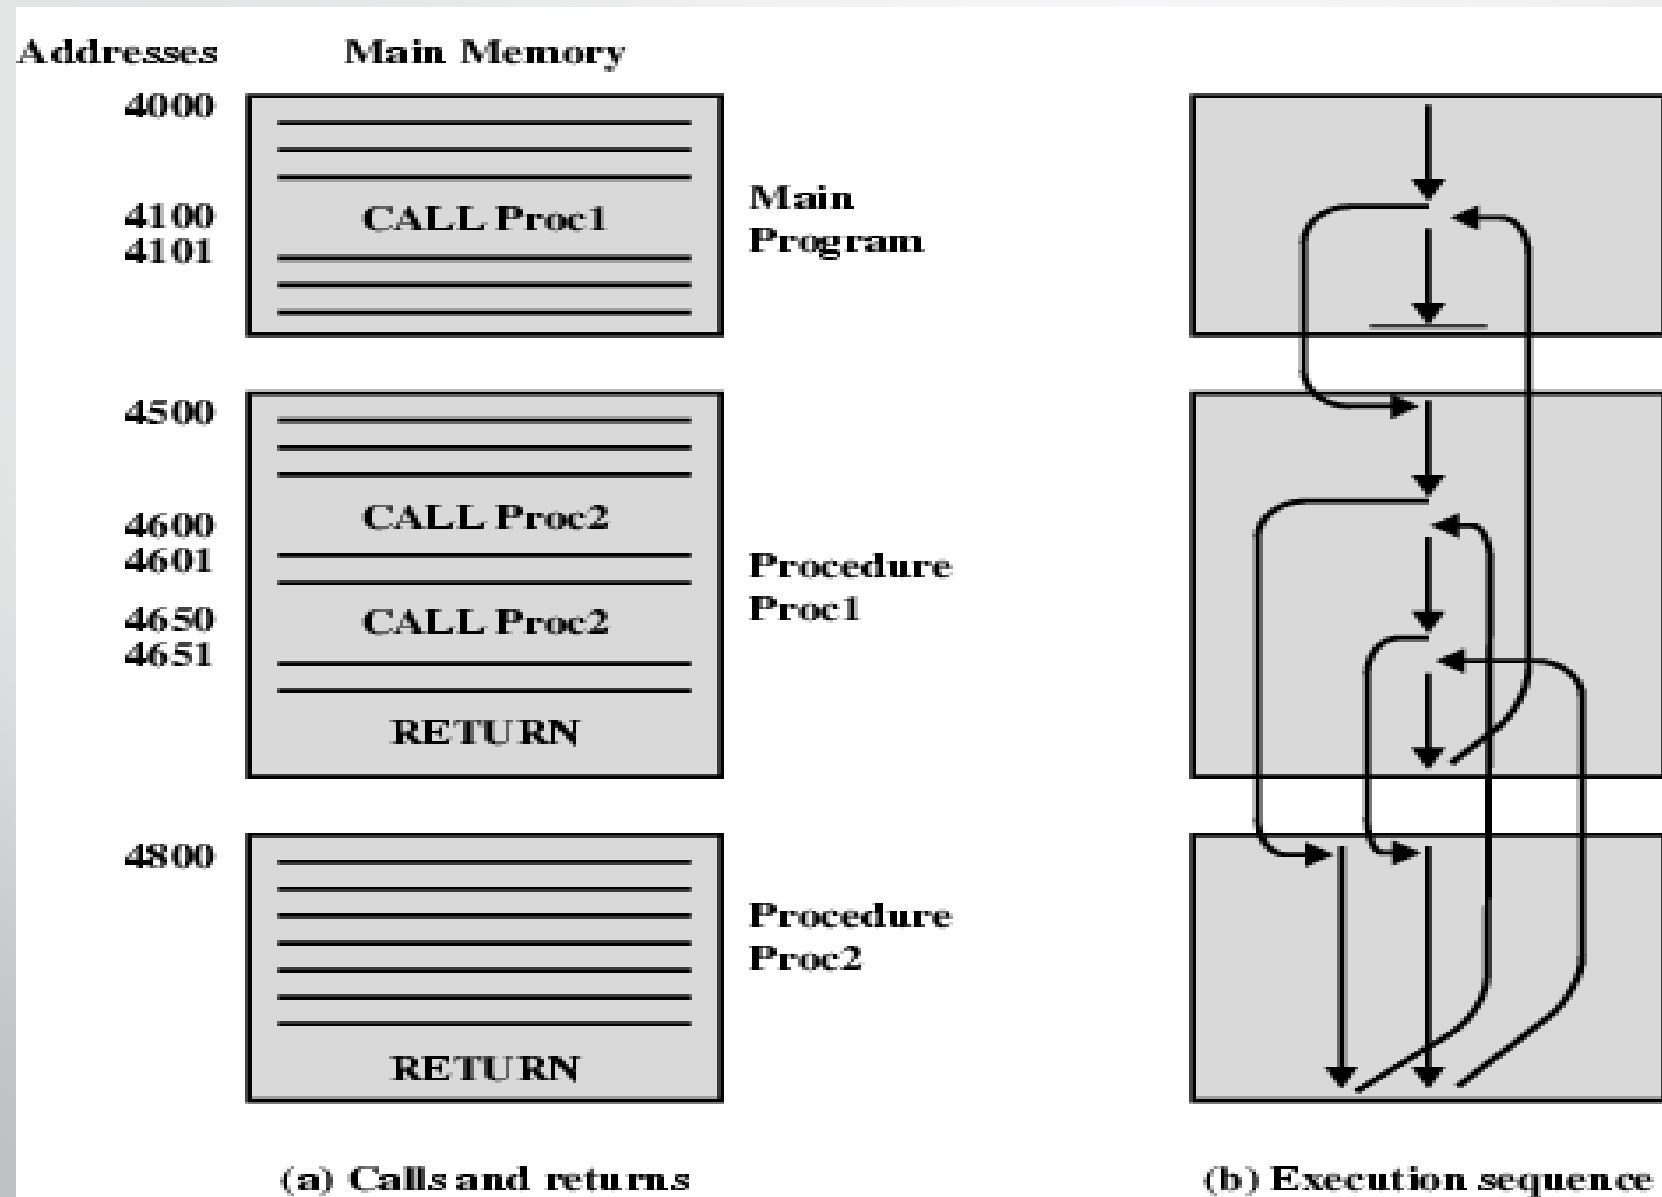 Addresses Main Memory
4000
4100 CALL Proc1
4101
Main
Program
4500
4600 CALL Proc2
4601
4650 CALL Proc2
4651
RETURN
Procedure
Proc1
4800
RETURN
Procedure
Proc2
(a) Calls and returns
(b) Execution sequence